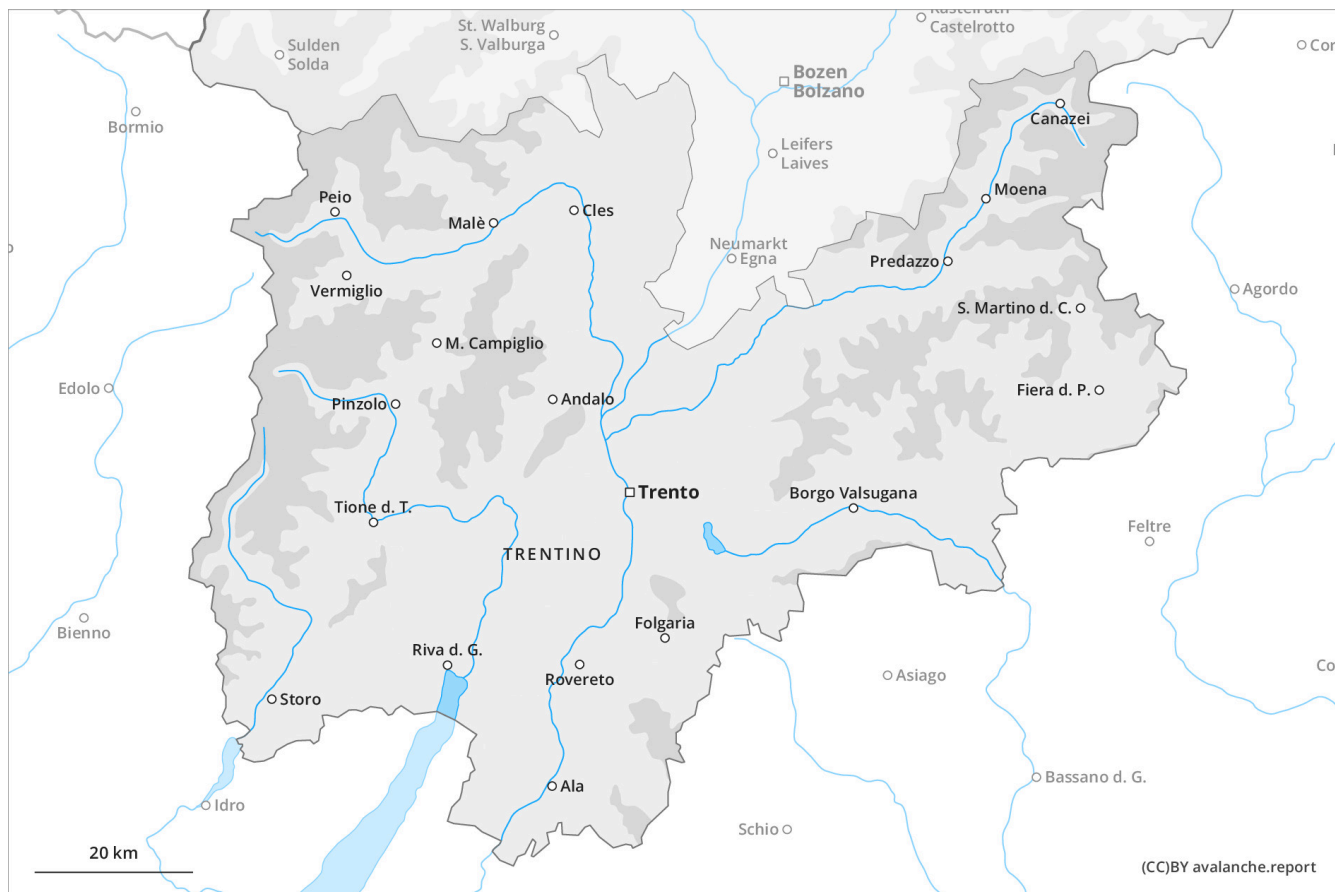 Kastelruth
Castelrotto
St. Walburg
S. Valburga
Sulden
Solda
Bozen
Bolzano
Bormio
Canazei
Leifers
Laives
Peio
Malè
Cles
Moena
Neumarkt
Egna
Predazzo
Vermiglio
Agordo
S. Martino d. C.
M. Campiglio
Edolo
Fiera d. P.
Pinzolo
Andalo
Trento
Borgo Valsugana
Tione d. T.
Feltre
TRENTINO
Bienno
Folgaria
Riva d. G.
Rovereto
Asiago
Storo
Ala
Bassano d. G.
Idro
Schio
20 km
(CC)BY avalanche.report